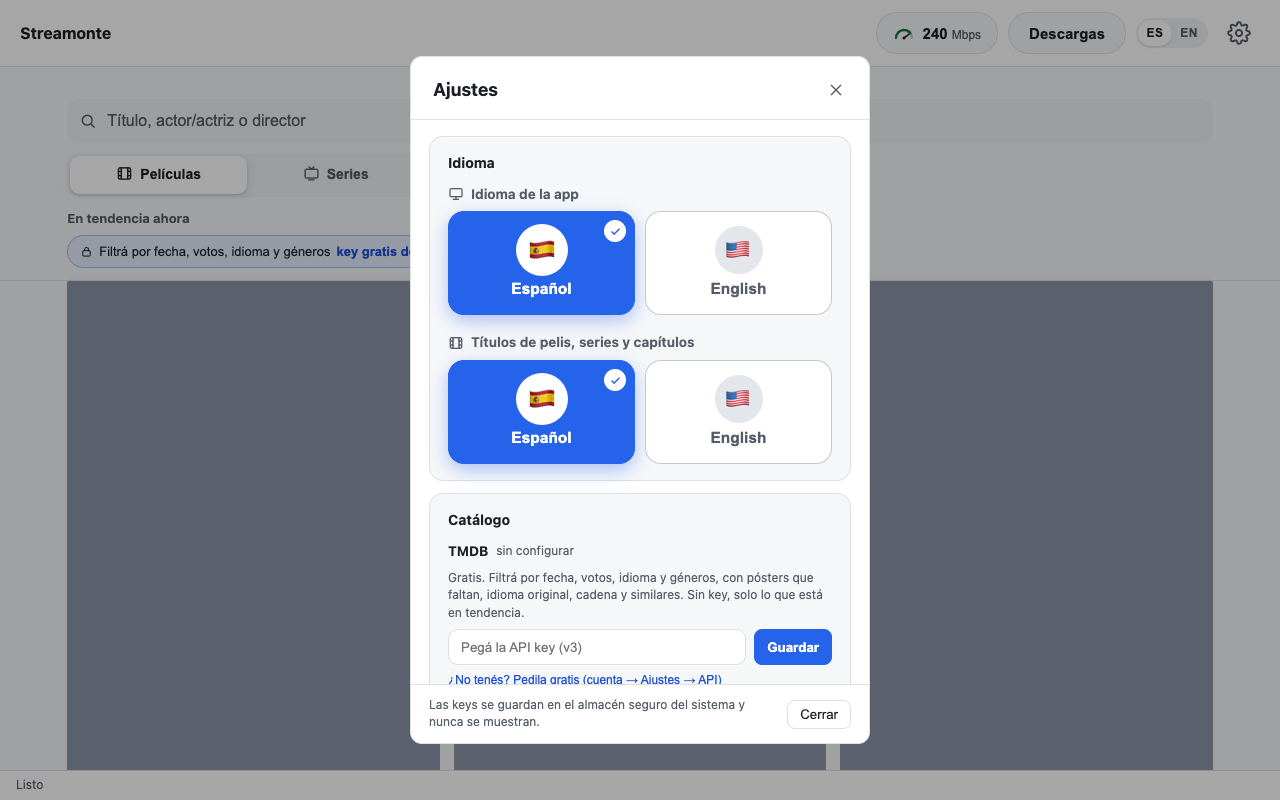 Streamonte
240 Mbps
Descargas
ES EN
Ajustes
Título, actor/actriz o director
Películas
Series
En tendencia ahora
Filtrá por fecha, votos, idioma y géneros key gratis
Idioma
Idioma de la app
Español
English
Títulos de pelis, series y capítulos
Español
English
Catálogo
TMDB sin configurar
Gratis. Filtrá por fecha, votos, idioma y géneros, con pósters que
faltan, idioma original, cadena y similares. Sin key, solo lo que está
en tendencia.
Pegá la API key (v3)
Guardar
¿No tenés? Pedila gratis (cuenta → Ajustes → API)
Las keys se guardan en el almacén seguro del sistema y
nunca se muestran.
Cerrar
Listo